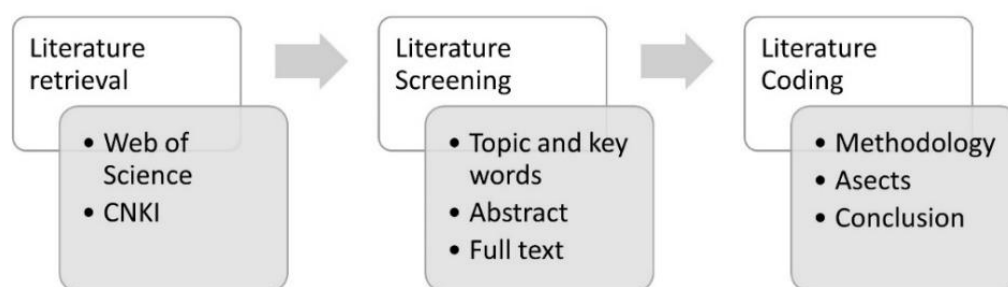 Literature
retrieval
• Web of
Science
• CNKI
Literature
Screening
• Topic and key
words
• Abstract
• Full text
Literature
Coding
• Methodology
• Asects
• Conclusion